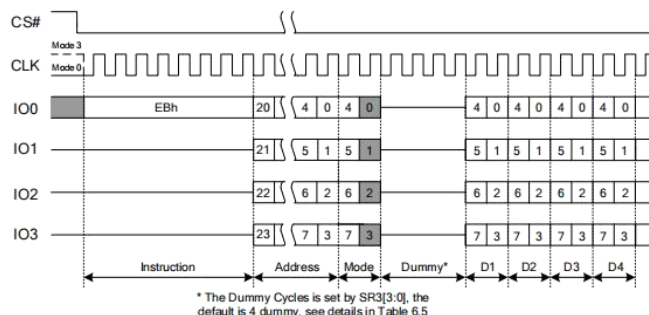 CS#
Mode 3
CLK Mode 0
IO0 EBh 20 4 0 4 0 4 0 4 0 4 0 4 0
IO1 21 5 1 5 1 5 1 5 1 5 1 5 1
IO2 22 6 2 6 2 6 2 6 2 6 2 6 2
IO3 23 7 3 7 3 7 3 7 3 7 3 7 3
Instruction Address Mode Dummy* D1 D2 D3 D4
* The Dummy Cycles is set by SR3[3:0], the
default is 4 dummy, see details in Table 6.5